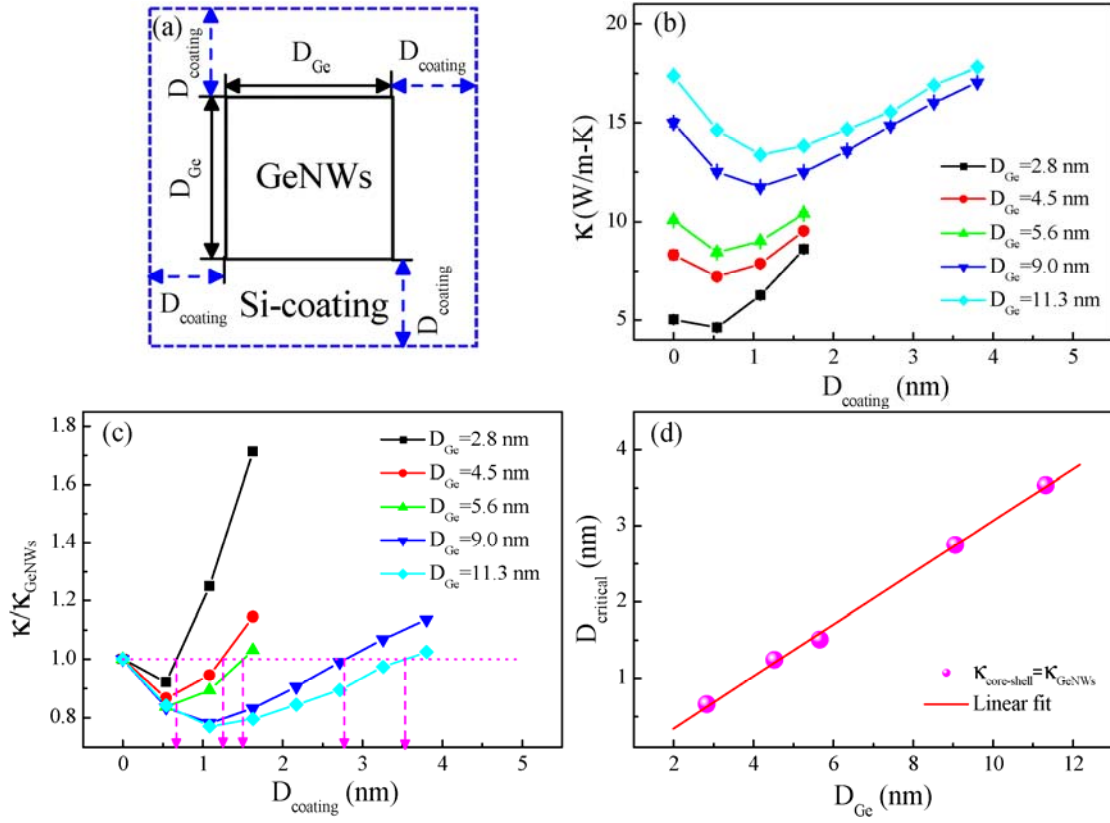 (a)
D_coating
D_Ge
D_coating
D_Ge
GeNWs
D_coating
Si-coating
D_coating
(b)
20
15
10
5
κ(W/m-K)
D_Ge=2.8 nm
D_Ge=4.5 nm
D_Ge=5.6 nm
D_Ge=9.0 nm
D_Ge=11.3 nm
0 1 2 3 4 5
D_coating (nm)
(c)
1.8
1.6
1.4
1.2
1.0
0.8
κ/κ_GeNWs
D_Ge=2.8 nm
D_Ge=4.5 nm
D_Ge=5.6 nm
D_Ge=9.0 nm
D_Ge=11.3 nm
0 1 2 3 4 5
D_coating (nm)
(d)
4
3
2
1
D_critical (nm)
κ_core-shell=κ_GeNWs
Linear fit
2 4 6 8 10 12
D_Ge (nm)